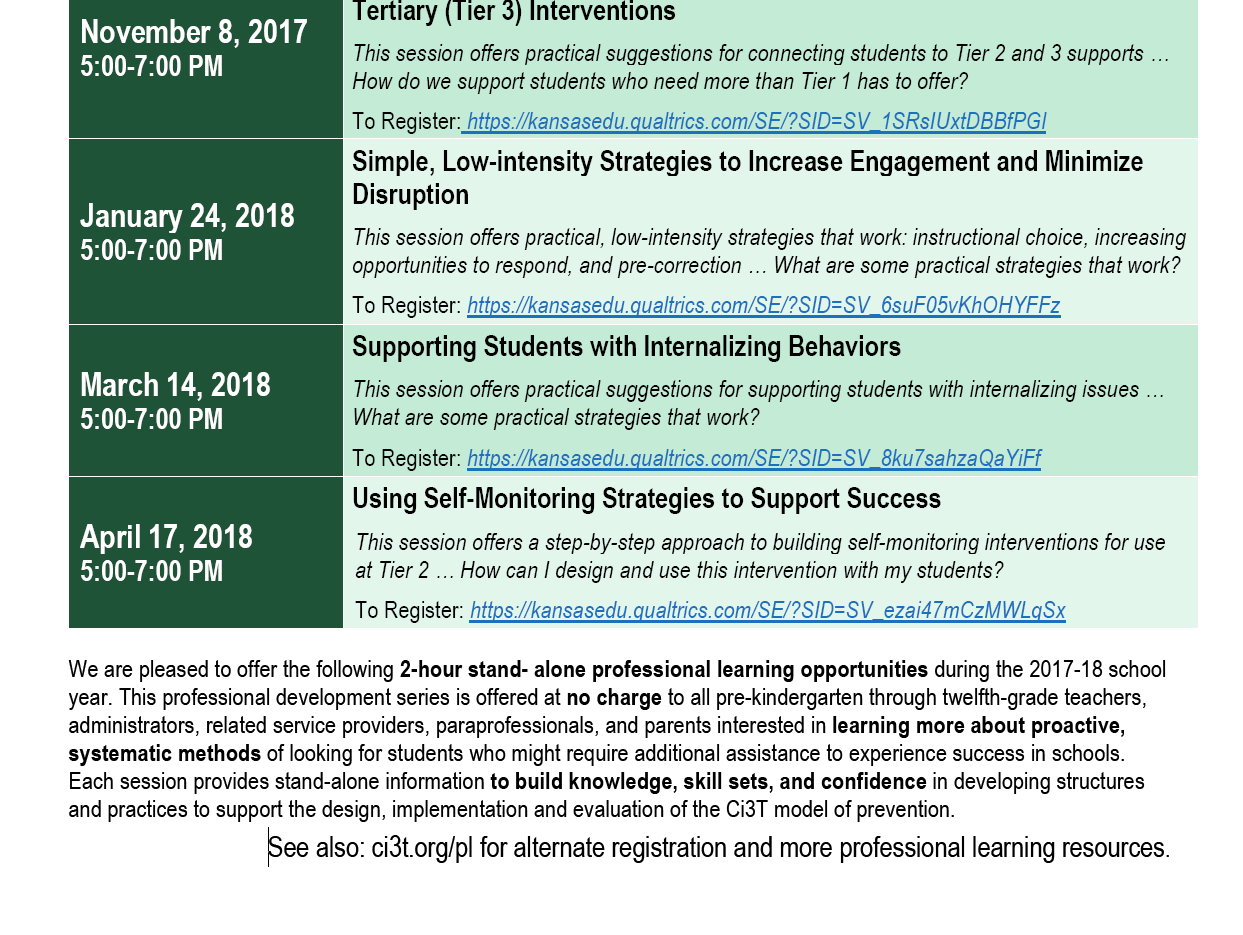 Tertiary (Tier 3) Interventions
November 8, 2017
5:00-7:00 PM
This session offers practical suggestions for connecting students to Tier 2 and 3 supports …
How do we support students who need more than Tier 1 has to offer?
To Register: https://kansasedu.qualtrics.com/SE/?SID=SV_1SRsIUxtDBBfPGl
Simple, Low-intensity Strategies to Increase Engagement and Minimize
Disruption
January 24, 2018
5:00-7:00 PM
This session offers practical, low-intensity strategies that work: instructional choice, increasing
opportunities to respond, and pre-correction … What are some practical strategies that work?
To Register: https://kansasedu.qualtrics.com/SE/?SID=SV_6suF05vKhOHYFFz
Supporting Students with Internalizing Behaviors
March 14, 2018
5:00-7:00 PM
This session offers practical suggestions for supporting students with internalizing issues …
What are some practical strategies that work?
To Register: https://kansasedu.qualtrics.com/SE/?SID=SV_8ku7sahzaQaYiFf
Using Self-Monitoring Strategies to Support Success
April 17, 2018
5:00-7:00 PM
This session offers a step-by-step approach to building self-monitoring interventions for use
at Tier 2 … How can I design and use this intervention with my students?
To Register: https://kansasedu.qualtrics.com/SE/?SID=SV_ezai47mCzMWLqSx
We are pleased to offer the following 2-hour stand- alone professional learning opportunities during the 2017-18 school
year. This professional development series is offered at no charge to all pre-kindergarten through twelfth-grade teachers,
administrators, related service providers, paraprofessionals, and parents interested in learning more about proactive,
systematic methods of looking for students who might require additional assistance to experience success in schools.
Each session provides stand-alone information to build knowledge, skill sets, and confidence in developing structures
and practices to support the design, implementation and evaluation of the Ci3T model of prevention.
See also: ci3t.org/pl for alternate registration and more professional learning resources.